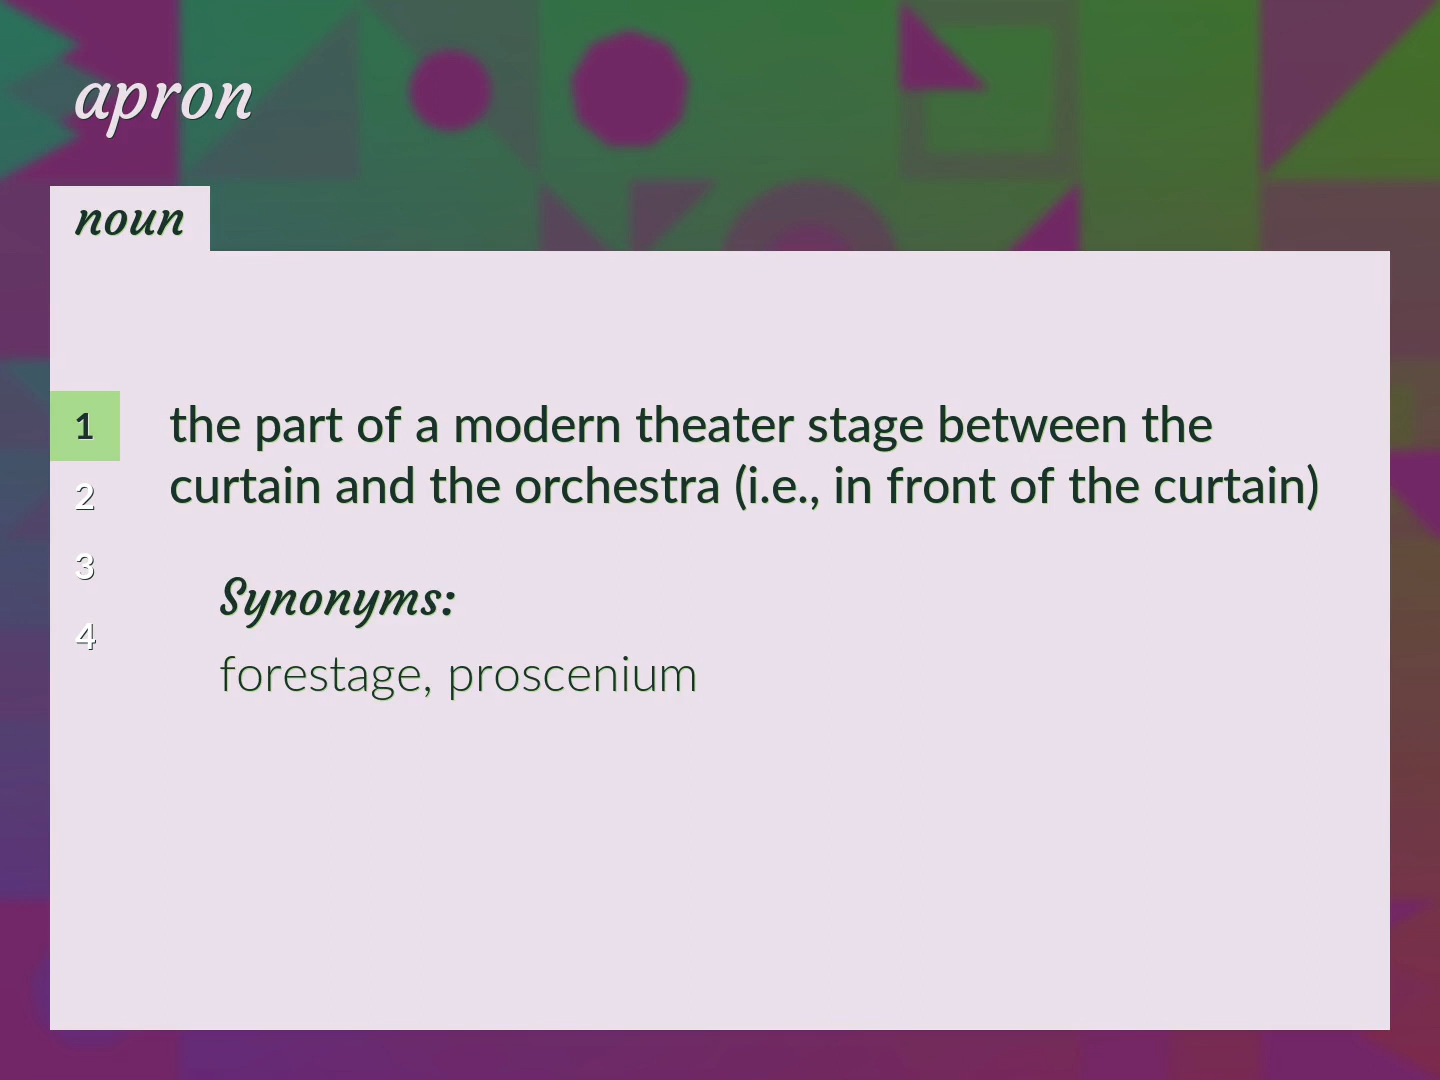 apron
noun
1
the part of a modern theater stage between the
curtain and the orchestra (i.e., in front of the curtain)
2
3
4
Synonyms:
forestage, proscenium